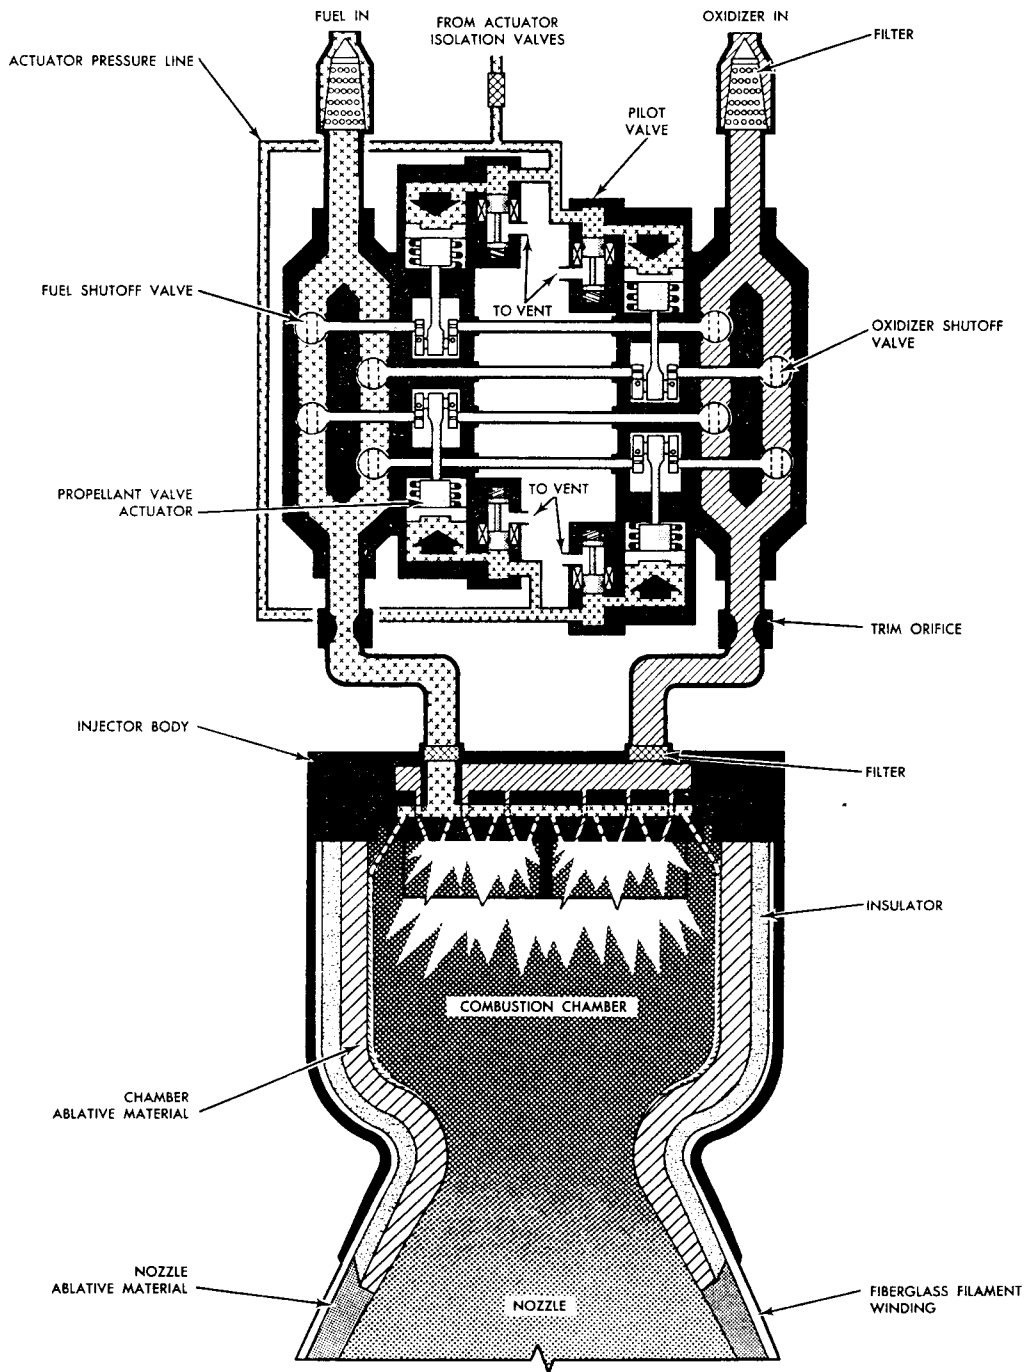 FUEL IN
FROM ACTUATOR
ISOLATION VALVES
OXIDIZER IN
FILTER
ACTUATOR PRESSURE LINE
PILOT
VALVE
FUEL SHUTOFF VALVE
TO VENT
OXIDIZER SHUTOFF
VALVE
PROPELLANT VALVE
ACTUATOR
TO VENT
TRIM ORIFICE
INJECTOR BODY
FILTER
INSULATOR
COMBUSTION CHAMBER
CHAMBER
ABLATIVE MATERIAL
NOZZLE
ABLATIVE MATERIAL
NOZZLE
FIBERGLASS FILAMENT
WINDING